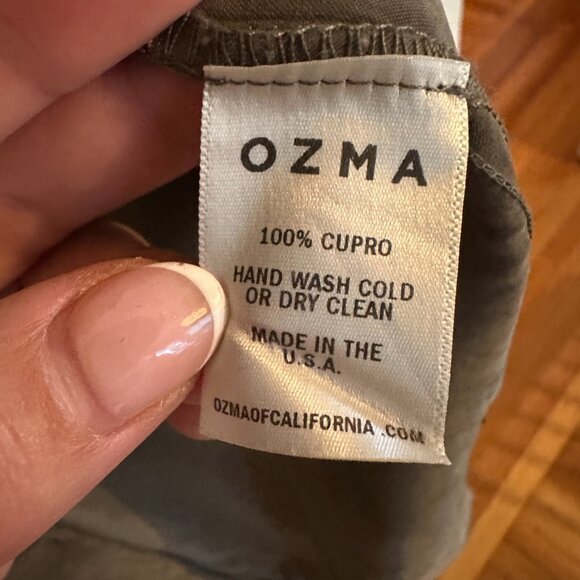 OZMA
100% CUPRO
HAND WASH COLD
OR DRY CLEAN
MADE IN THE
U.S.A.
OZMAOFCALIFORNIA.COM